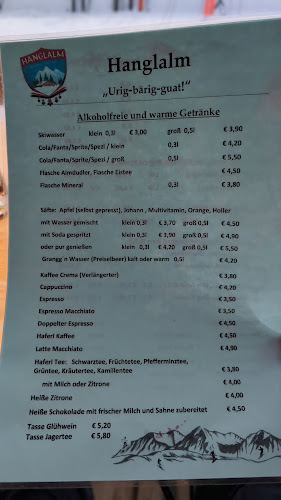 HANGLALM
Hanglalm
„Urig-bärig-guat!"
Alkoholfreie und warme Getränke
Skiwasser klein 0,3l € 3,00 groß 0,5l € 3,90
Cola/Fanta/Sprite/Spezi / klein 0,3l € 4,20
Cola/Fanta/Sprite/Spezi / groß 0,5l € 5,50
Flasche Almdudler, Flasche Eistee € 4,50
Flasche Mineral 0,3l € 3,80
Säfte: Apfel (selbst gepresst), Johann , Multivitamin, Orange, Holler
mit Wasser gemischt klein 0,3l € 3,70 groß 0,5l € 4,50
mit Soda gespritzt klein 0,3l € 3,90 groß 0,5l € 4,90
oder pur genießen klein 0,3l € 4,20 groß 0,5l € 5,50
Grangg´n Wasser (Preiselbeer) kalt oder warm 0,5l € 4,20
Kaffee Crema (Verlängerter) € 3,80
Cappuccino € 4,20
Espresso € 3,50
Espresso Macchiato € 3,50
Doppelter Espresso € 4,50
Haferl Kaffee € 4,50
Latte Macchiato € 4,90
Haferl Tee: Schwarztee, Früchtetee, Pfefferminztee,
Grüntee, Kräutertee, Kamillentee € 3,80
mit Milch oder Zitrone € 4,00
Heiße Zitrone € 4,00
Heiße Schokolade mit frischer Milch und Sahne zubereitet € 4,50
Tasse Glühwein € 5,20
Tasse Jagertee € 5,80